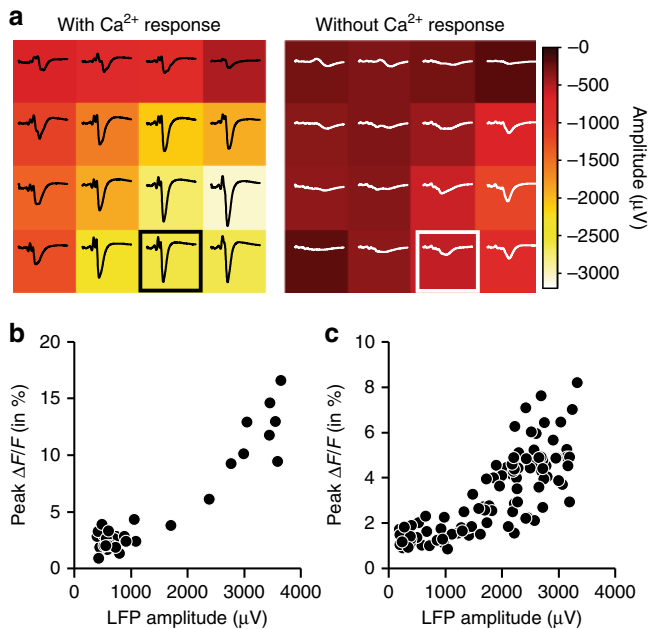 a
With Ca²⁺ response
Without Ca²⁺ response
–0
–500
–1000
–1500
–2000
–2500
–3000
Amplitude (µV)
b
Peak ΔF/F (in %)
20
15
10
5
0
0 1000 2000 3000 4000
LFP amplitude (µV)
c
Peak ΔF/F (in %)
10
8
6
4
2
0
0 1000 2000 3000 4000
LFP amplitude (µV)